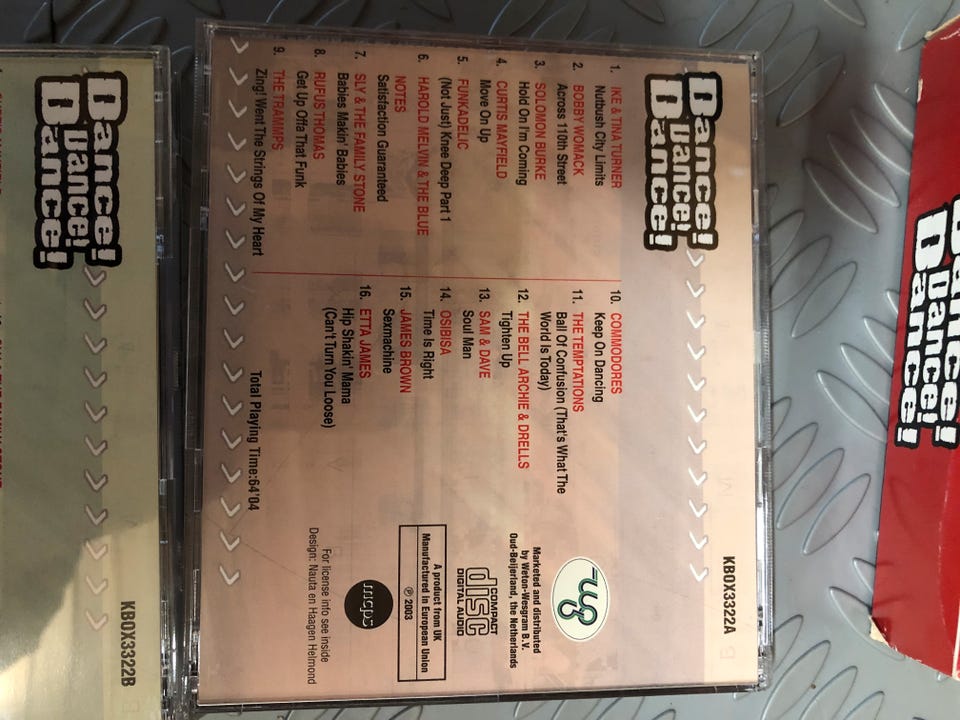 Dance!
Dance!
Dance!
KBOX3322A
1. IKE & TINA TURNER
Nutbush City Limits
2. BOBBY WOMACK
Across 110th Street
3. SOLOMON BURKE
Hold On I'm Coming
4. CURTIS MAYFIELD
Move On Up
5. FUNKADELIC
(Not Just) Knee Deep Part 1
6. HAROLD MELVIN & THE BLUE
NOTES
Satisfaction Guaranteed
7. SLY & THE FAMILY STONE
Babies Makin' Babies
8. RUFUS THOMAS
Get Up Offa That Funk
9. THE TRAMMPS
Zing! Went The Strings Of My Heart
10. COMMODORES
Keep On Dancing
11. THE TEMPTATIONS
Ball Of Confusion (That's What The
World Is Today)
12. THE BELL, ARCHIE & DRELLS
Tighten Up
13. SAM & DAVE
Soul Man
14. OSIBISA
Time Is Right
15. JAMES BROWN
Sexmachine
16. ETTA JAMES
Hip Shakin' Mama
(Can't Turn You Loose)
Total Playing Time:64'04
Marketed and distributed
by Weton-Wesgram B.V.
Oud-Beijerland, the Netherlands
COMPACT
disc
DIGITAL AUDIO
A product from UK
Manufactured in European Union
℗ 2003
mcps
For license info see inside
Design: Nauta en Haagen Helmond
Dance!
Dance!
Dance!
KBOX3322B
Dance!
Dance!
Dance!